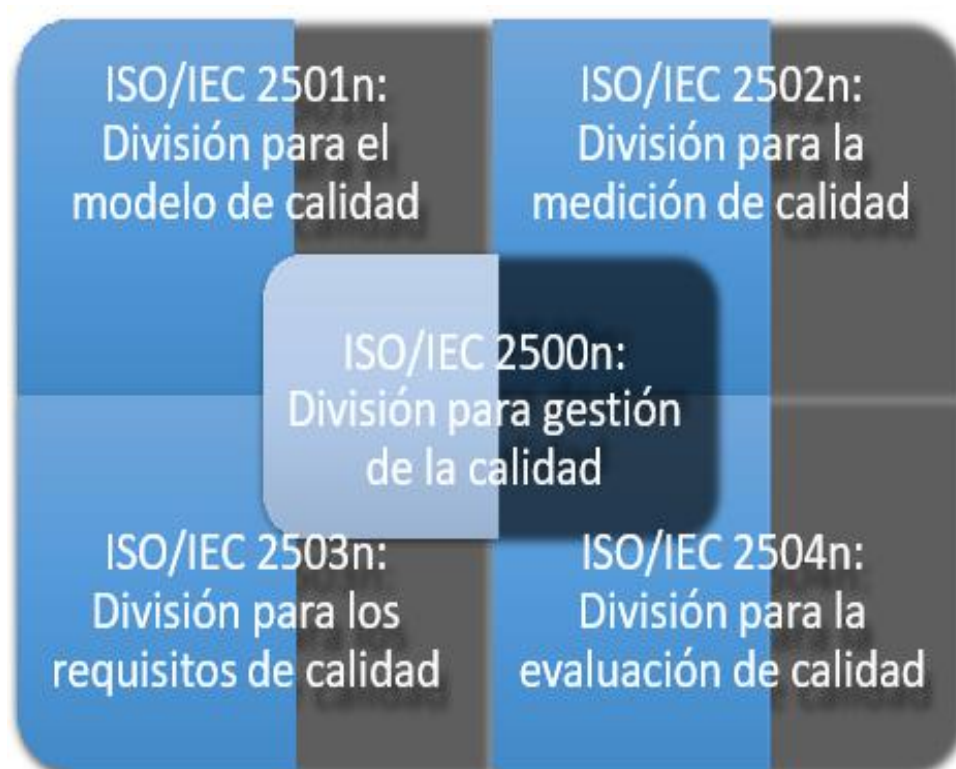 ISO/IEC 2501n:
División para el
modelo de calidad
ISO/IEC 2502n:
División para la
medición de calidad
ISO/IEC 2500n:
División para gestión
de la calidad
ISO/IEC 2503n:
División para los
requisitos de calidad
ISO/IEC 2504n:
División para la
evaluación de calidad